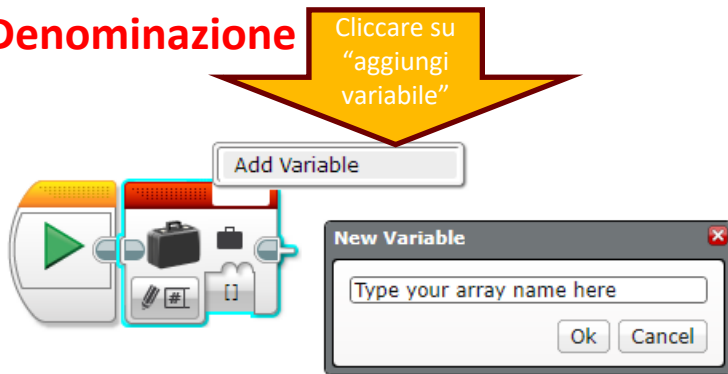 Denominazione
Cliccare su
“aggiungi
variabile”
Add Variable
#
[]
New Variable
Type your array name here
Ok Cancel